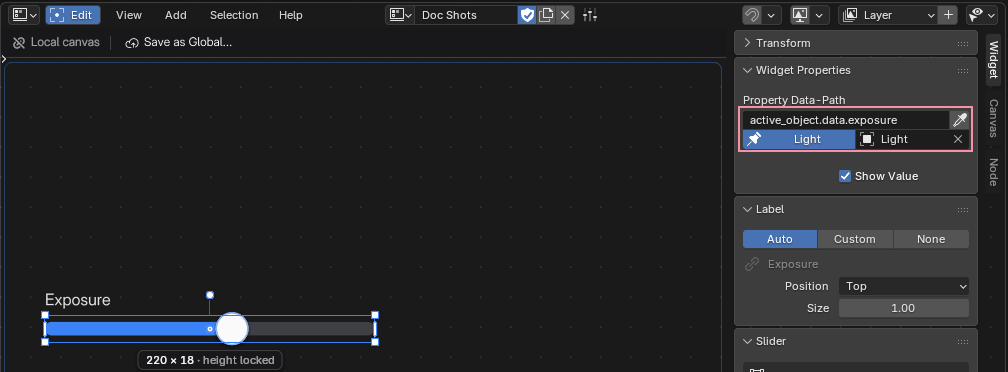 Edit View Add Selection Help Doc Shots Layer
Local canvas Save as Global...
Transform
Widget Properties
Property Data-Path
active_object.data.exposure
Light Light
Show Value
Label
Auto Custom None
Exposure
Position Top
Size 1.00
Slider
Widget
Canvas
Node
Exposure
220 × 18 · height locked